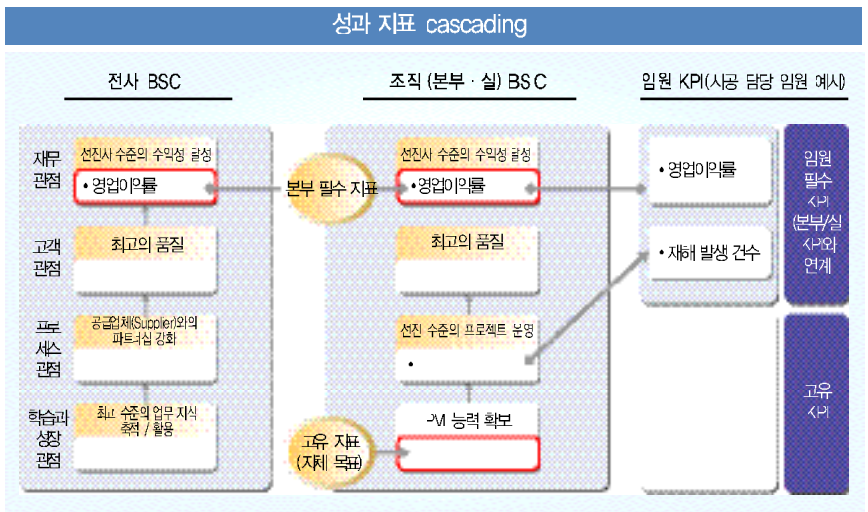 성과 지표 cascading
전사 BSC
조직 (본부 · 실) BSC
임원 KPI(시공 담당 임원 예시)
재무
관점
선진사 수준의 수익성 달성
• 영업이익률
본부 필수 지표
선진사 수준의 수익성 달성
• 영업이익률
• 영업이익률
임원
필수
KPI
(본부/실
KPI와
연계
고객
관점
최고의 품질
최고의 품질
• 재해 발생 건수
프로
세스
관점
공급업체(Supplier)와의
파트너십 강화
선진 수준의 프로젝트 운영
•
고유
KPI
학습과
성장
관점
최고 수준의 업무 지식
축적 / 활용
고유 지표
(자체 목표)
PM 능력 확보